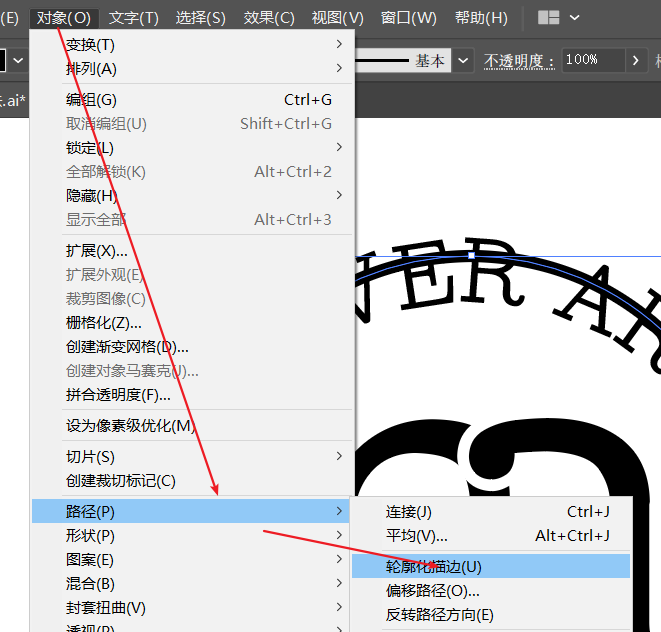 (E) 对象(O) 文字(T) 选择(S) 效果(C) 视图(V) 窗口(W) 帮助(H)
基本 不透明度： 100%
.ai*
变换(T)
排列(A)
编组(G) Ctrl+G
取消编组(U) Shift+Ctrl+G
锁定(L)
全部解锁(K) Alt+Ctrl+2
隐藏(H)
显示全部 Alt+Ctrl+3
扩展(X)...
扩展外观(E)
裁剪图像(C)
栅格化(Z)...
创建渐变网格(D)...
创建对象马赛克(J)...
拼合透明度(F)...
设为像素级优化(M)
切片(S)
创建裁切标记(C)
路径(P)
形状(P)
图案(E)
混合(B)
封套扭曲(V)
透视(P)
连接(J) Ctrl+J
平均(V)... Alt+Ctrl+J
轮廓化描边(U)
偏移路径(O)...
反转路径方向(E)
VER AR